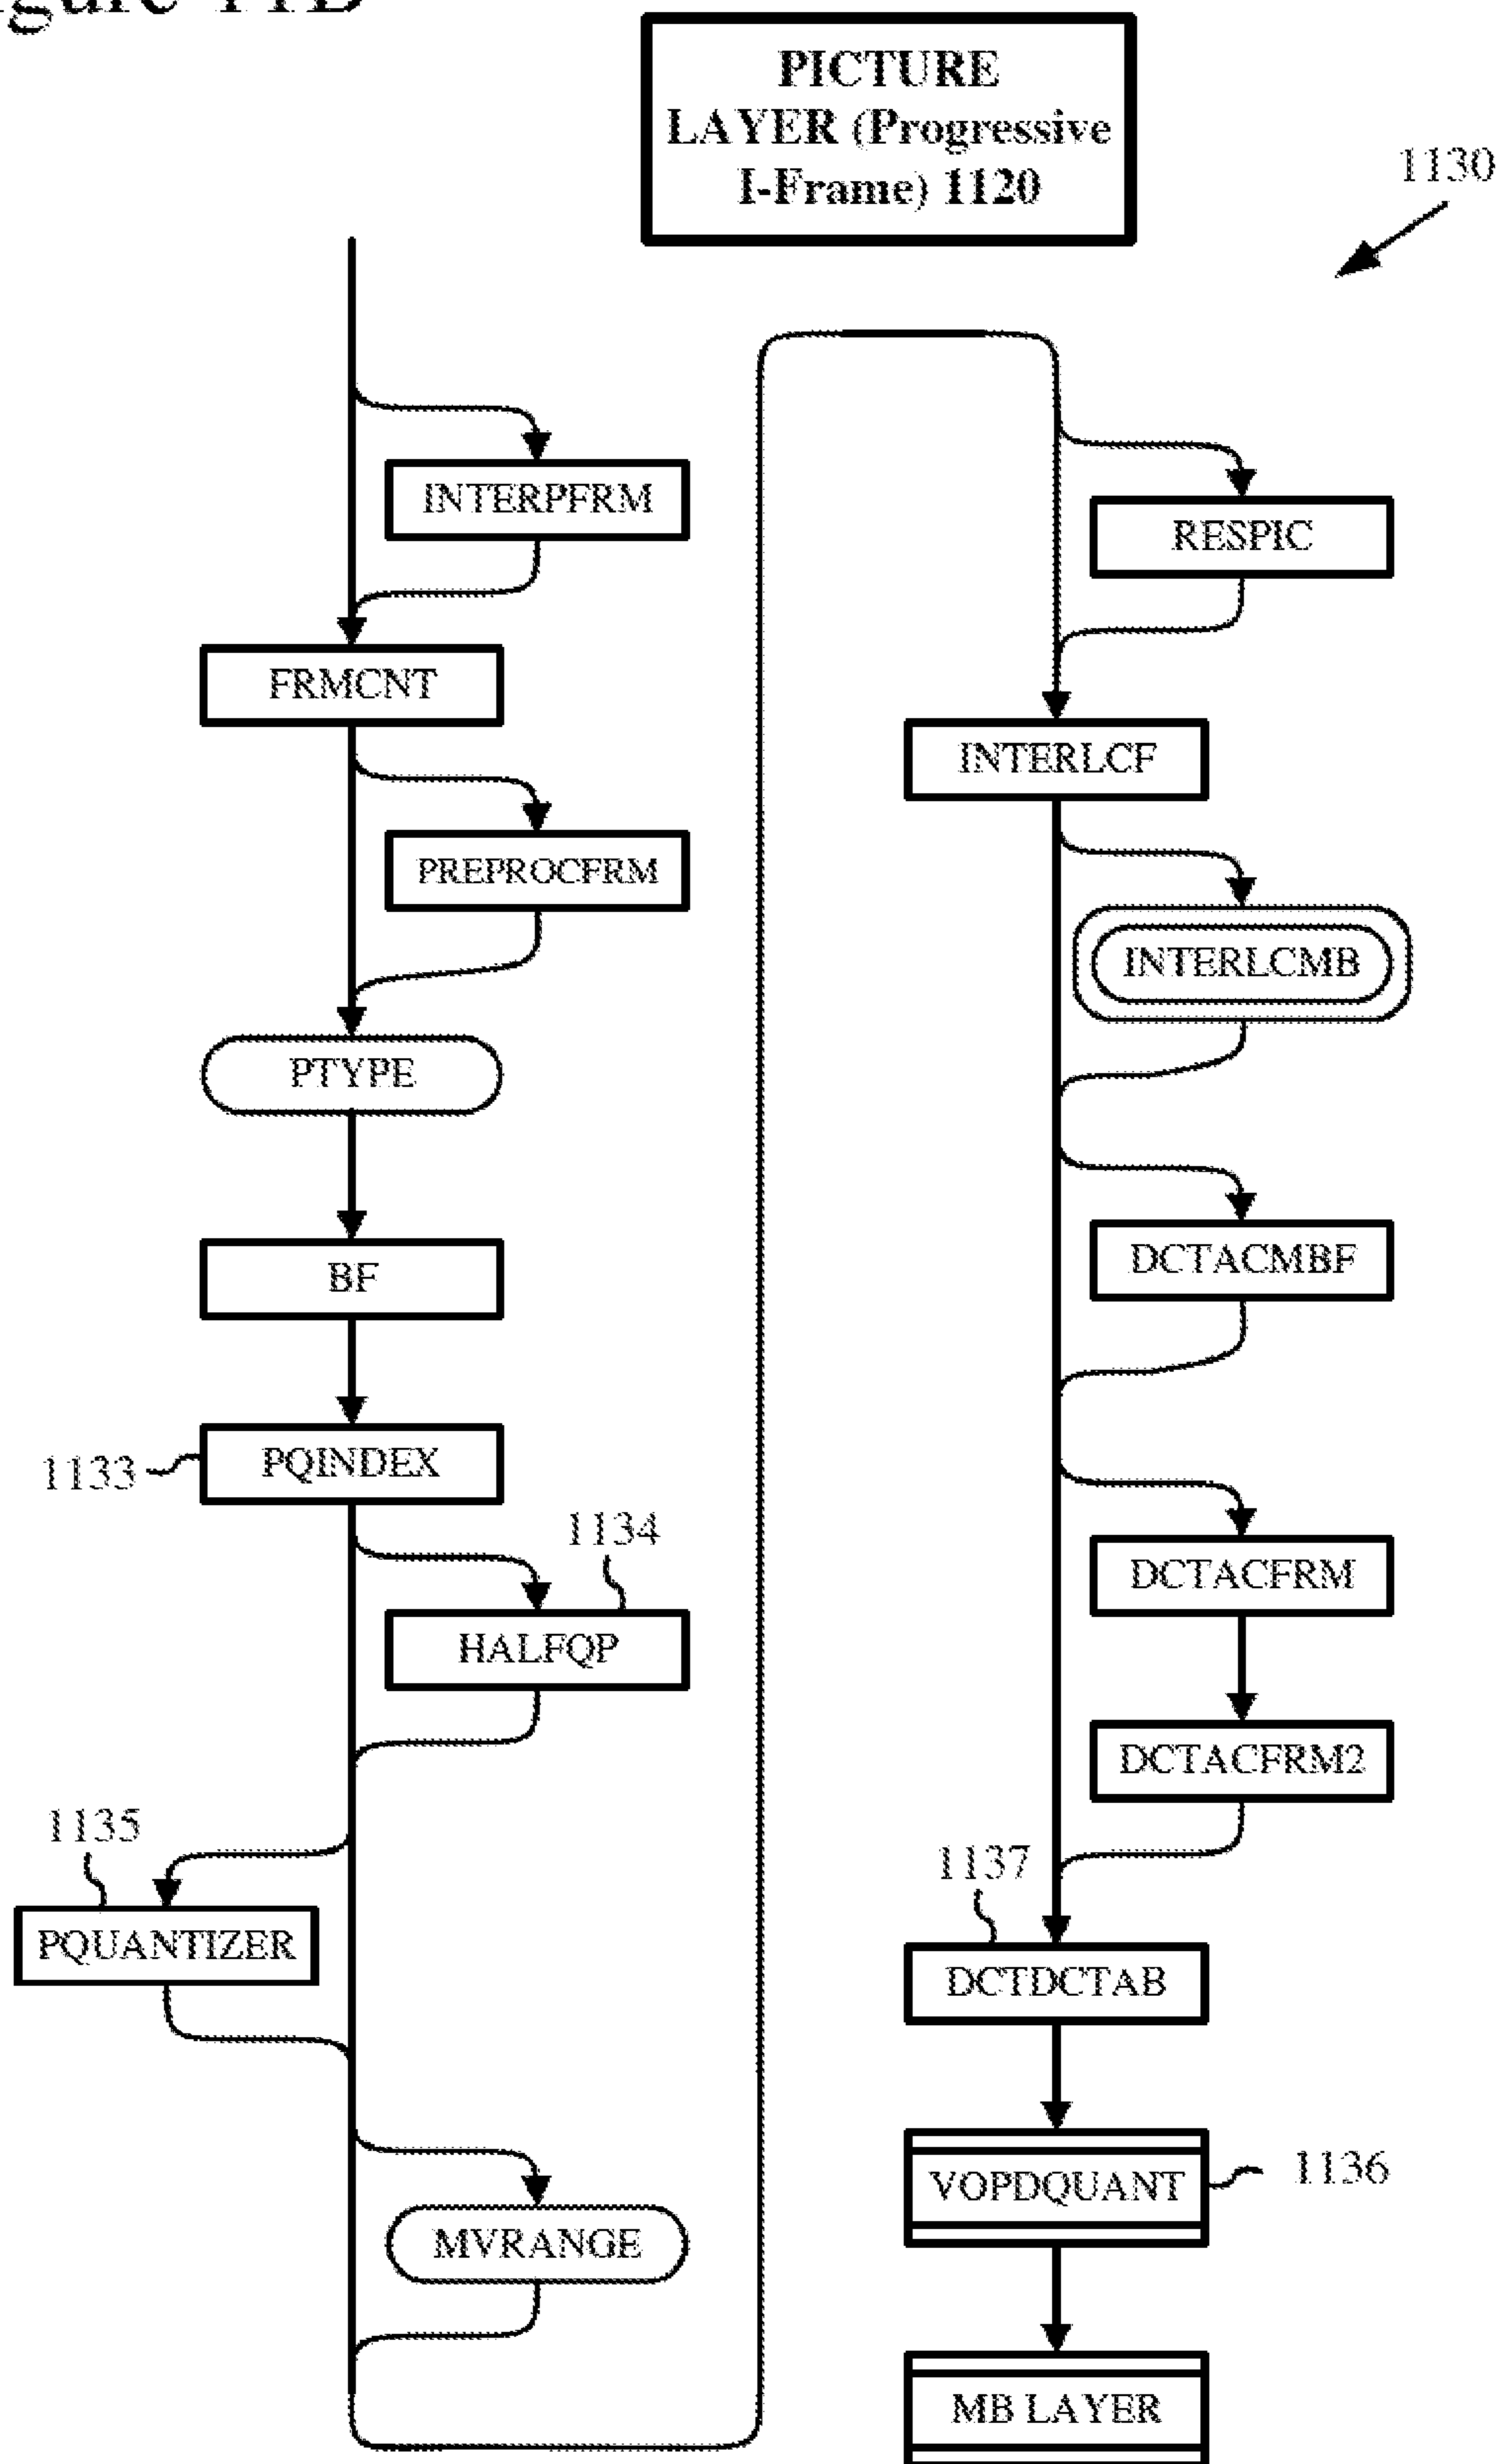 PICTURE
LAYER (Progressive
I-Frame) 1120
1130
INTERPFRM
FRMCNT
PREPROCFRM
PTYPE
BF
1133
PQINDEX
1134
HALFQP
1135
PQUANTIZER
MVRANGE
RESPIC
INTERLCF
INTERLCMB
DCTACMBF
DCTACFRM
DCTACFRM2
1137
DCTDCTAB
VOPDQUANT
1136
MB LAYER